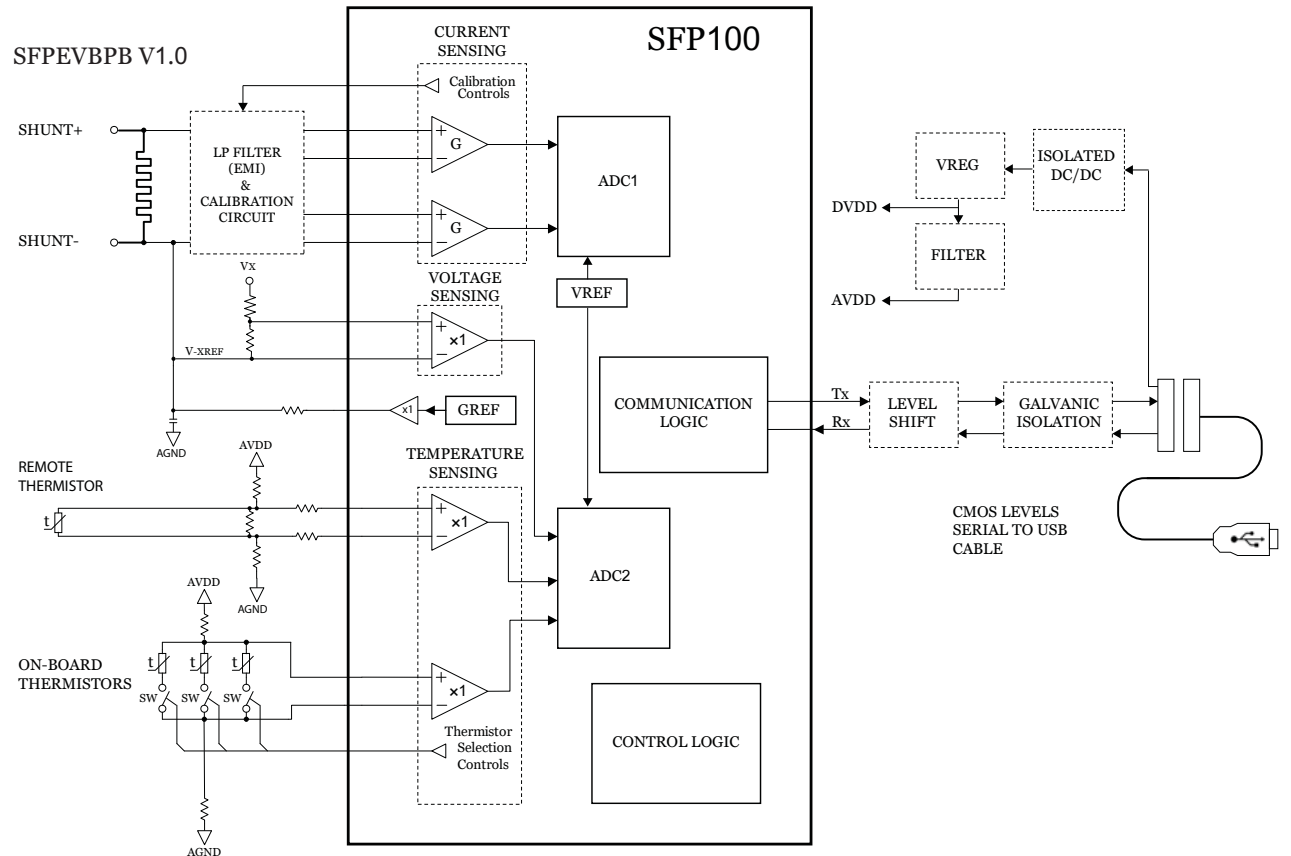 SFPEVBPB V1.0
SFP100
CURRENT
SENSING
Calibration
Controls
SHUNT+
LP FILTER
(EMI)
&
CALIBRATION
CIRCUIT
+
−
G
ADC1
+
−
G
SHUNT-
Vx
VOLTAGE
SENSING
VREF
+
−
×1
V-XREF
x1
GREF
AGND
COMMUNICATION
LOGIC
Tx
Rx
LEVEL
SHIFT
GALVANIC
ISOLATION
VREG
ISOLATED
DC/DC
DVDD
FILTER
AVDD
CMOS LEVELS
SERIAL TO USB
CABLE
TEMPERATURE
SENSING
REMOTE
THERMISTOR
AVDD
t
+
−
×1
AGND
ADC2
AVDD
ON-BOARD
THERMISTORS
t
t
t
SW
SW
SW
+
−
×1
Thermistor
Selection
Controls
CONTROL LOGIC
AGND